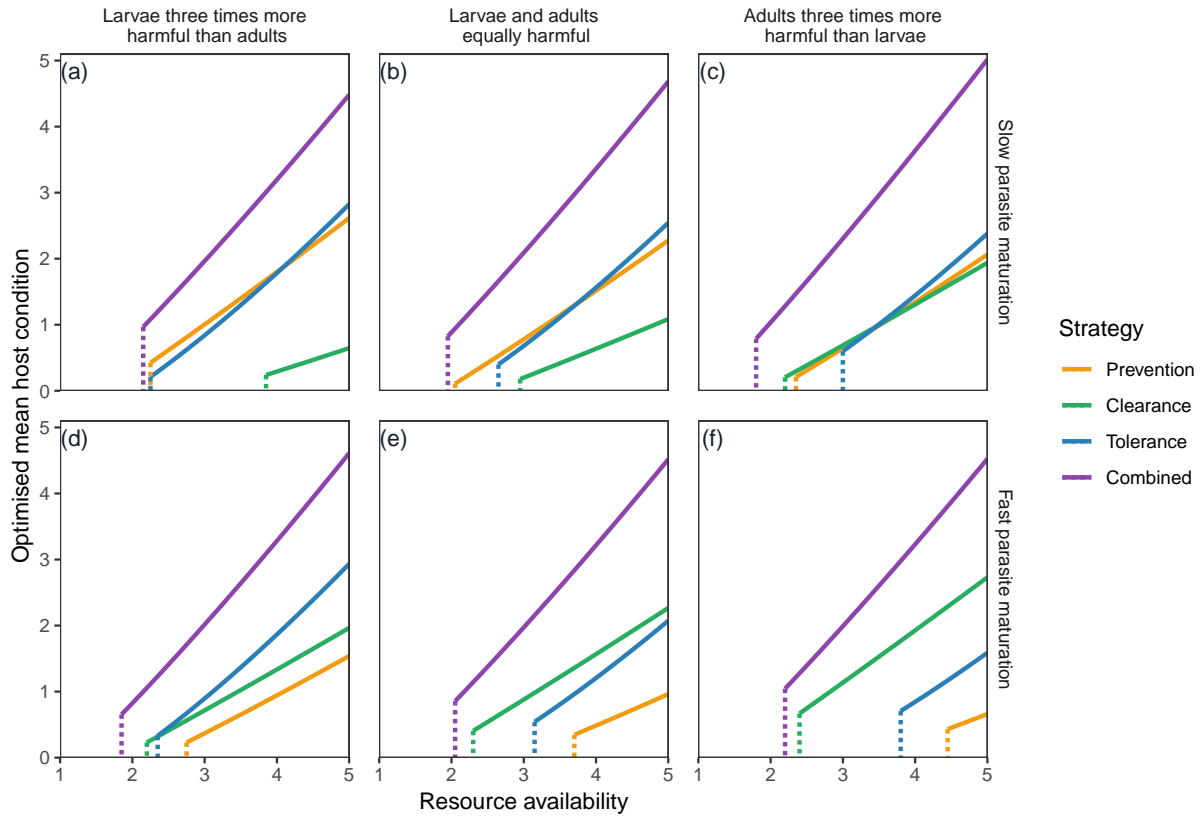 Larvae three times more
harmful than adults
Larvae and adults
equally harmful
Adults three times more
harmful than larvae
(a)
(b)
(c)
5
4
3
2
1
0
Slow parasite maturation
(d)
(e)
(f)
5
4
3
2
1
0
Fast parasite maturation
1 2 3 4 5
1 2 3 4 5
1 2 3 4 5
Optimised mean host condition
Resource availability
Strategy
Prevention
Clearance
Tolerance
Combined